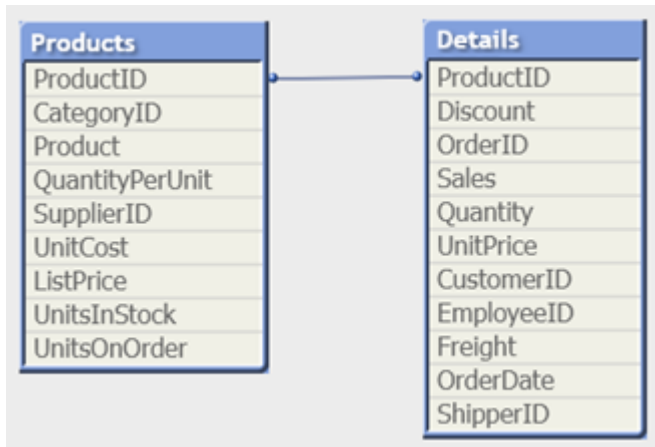 Products
ProductID
CategoryID
Product
QuantityPerUnit
SupplierID
UnitCost
ListPrice
UnitsInStock
UnitsOnOrder
Details
ProductID
Discount
OrderID
Sales
Quantity
UnitPrice
CustomerID
EmployeeID
Freight
OrderDate
ShipperID